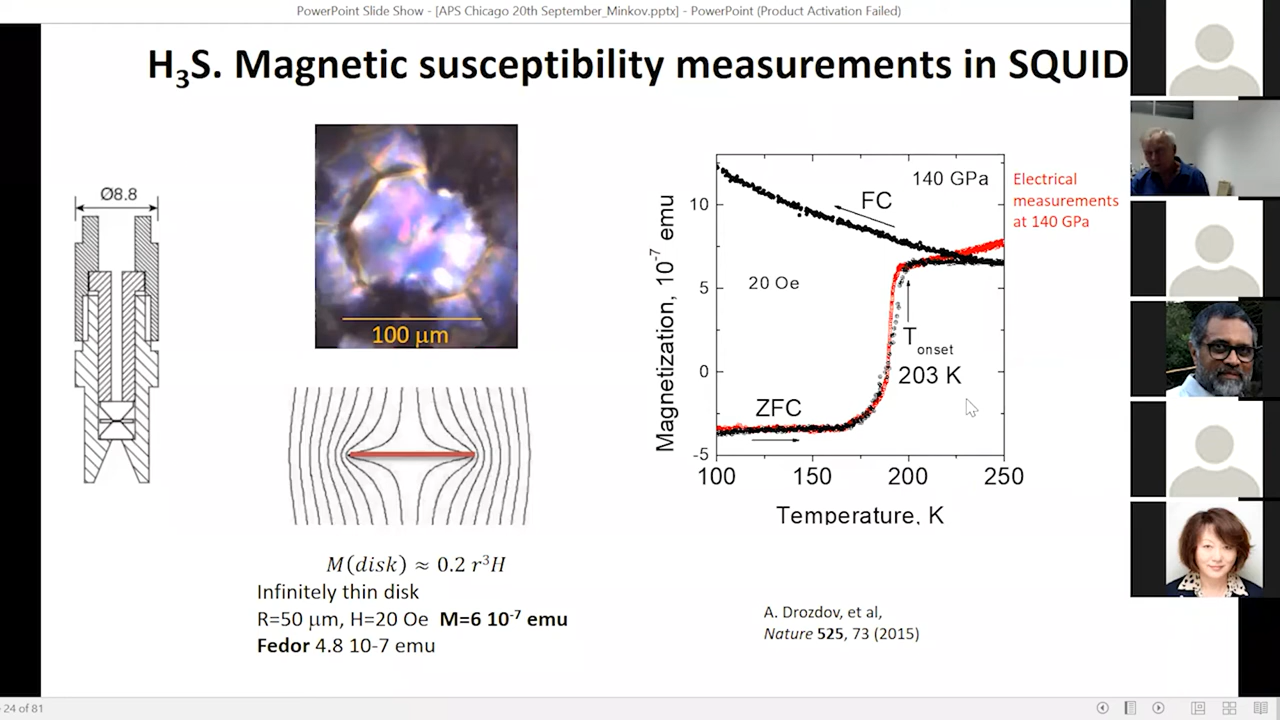 PowerPoint Slide Show - [APS Chicago 20th September_Minkov.pptx] - PowerPoint (Product Activation Failed)
H₃S. Magnetic susceptibility measurements in SQUID
Ø8.8
100 μm
M(disk) ≈ 0.2 r³H
Infinitely thin disk
R=50 μm, H=20 Oe M=6 10⁻⁷ emu
Fedor 4.8 10-7 emu
Magnetization, 10⁻⁷ emu
10
5
0
-5
140 GPa
FC
20 Oe
T onset
203 K
ZFC
100 150 200 250
Temperature, K
Electrical
measurements
at 140 GPa
A. Drozdov, et al,
Nature 525, 73 (2015)
24 of 81